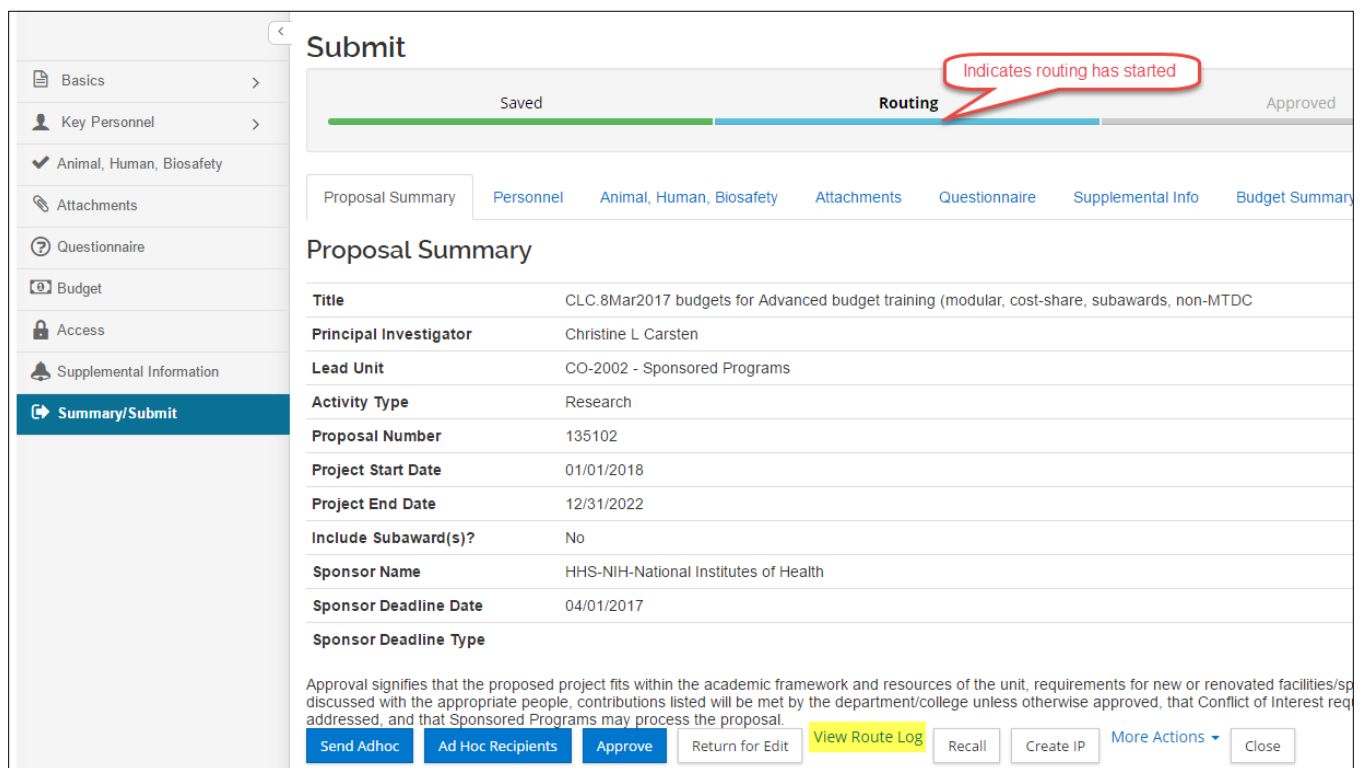 Submit
Indicates routing has started
Saved
Routing
Approved
Basics
Key Personnel
Animal, Human, Biosafety
Attachments
Questionnaire
Budget
Access
Supplemental Information
Summary/Submit
Proposal Summary Personnel Animal, Human, Biosafety Attachments Questionnaire Supplemental Info Budget Summary
Proposal Summary
Title CLC.8Mar2017 budgets for Advanced budget training (modular, cost-share, subawards, non-MTDC
Principal Investigator Christine L Carsten
Lead Unit CO-2002 - Sponsored Programs
Activity Type Research
Proposal Number 135102
Project Start Date 01/01/2018
Project End Date 12/31/2022
Include Subaward(s)? No
Sponsor Name HHS-NIH-National Institutes of Health
Sponsor Deadline Date 04/01/2017
Sponsor Deadline Type
Approval signifies that the proposed project fits within the academic framework and resources of the unit, requirements for new or renovated facilities/sp
discussed with the appropriate people, contributions listed will be met by the department/college unless otherwise approved, that Conflict of Interest req
addressed, and that Sponsored Programs may process the proposal.
Send Adhoc Ad Hoc Recipients Approve Return for Edit View Route Log Recall Create IP More Actions Close